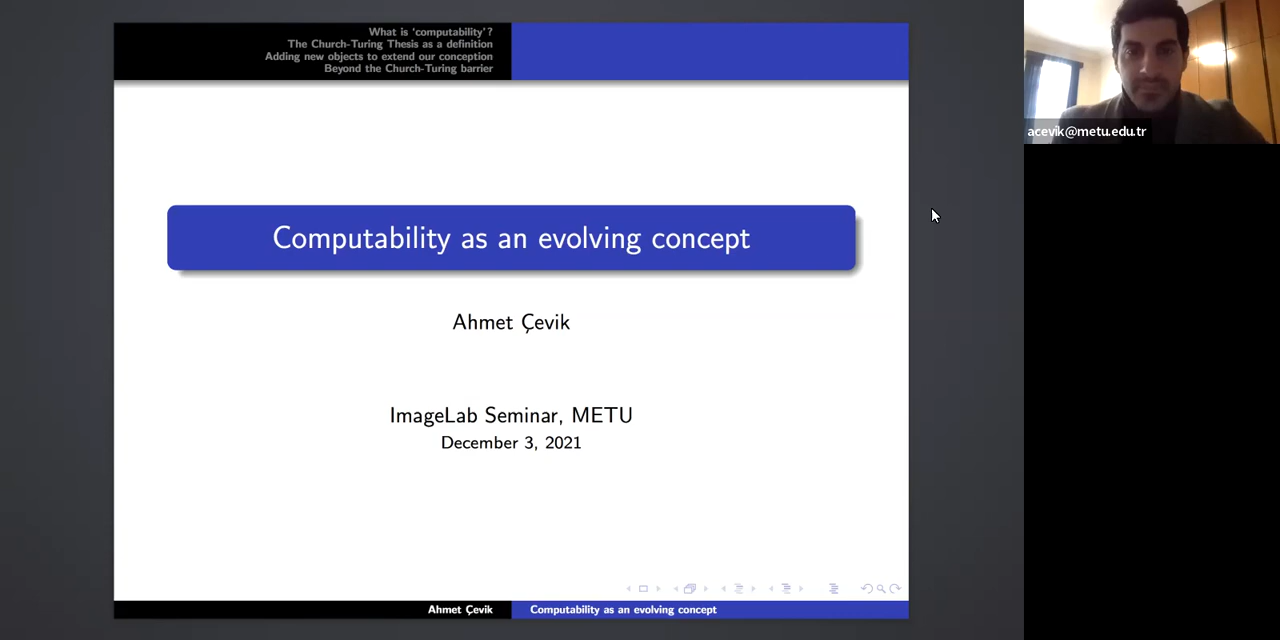 What is ‘computability’?
The Church-Turing Thesis as a definition
Adding new objects to extend our conception
Beyond the Church-Turing barrier
acevik@metu.edu.tr
Computability as an evolving concept
Ahmet Çevik
ImageLab Seminar, METU
December 3, 2021
Ahmet Çevik
Computability as an evolving concept